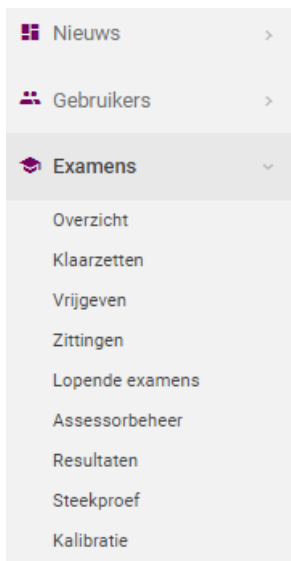 Nieuws
Gebruikers
Examens
Overzicht
Klaarzetten
Vrijgeven
Zittingen
Lopende examens
Assessorbeheer
Resultaten
Steekproef
Kalibratie